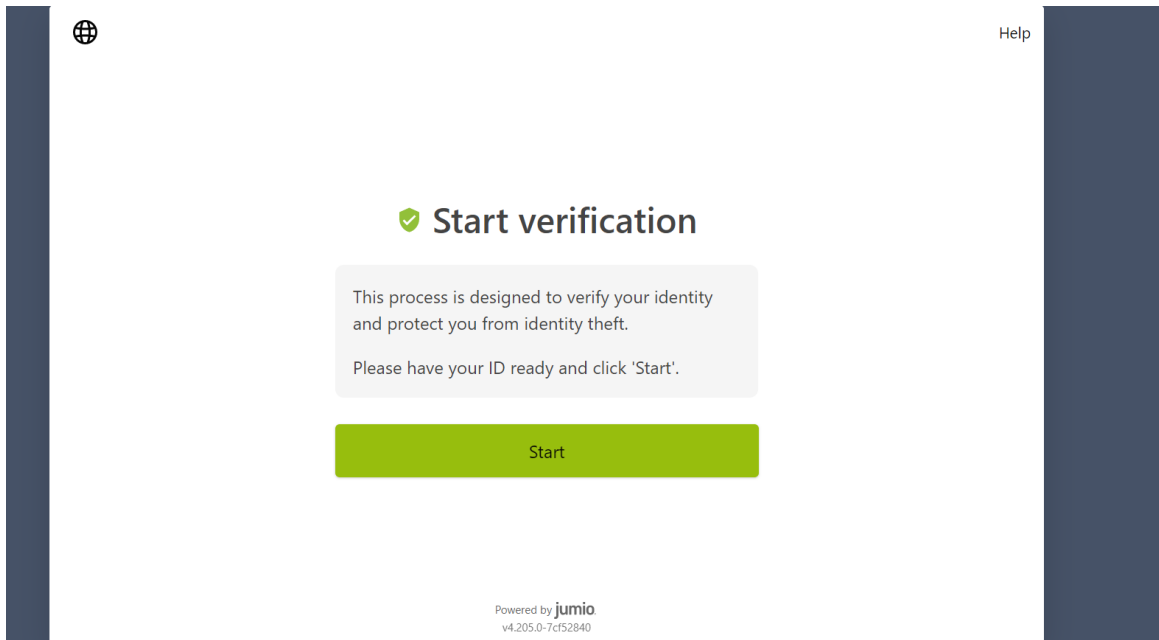 Help
Start verification
This process is designed to verify your identity
and protect you from identity theft.
Please have your ID ready and click 'Start'.
Start
Powered by jumio.
v4.205.0-7cf52840